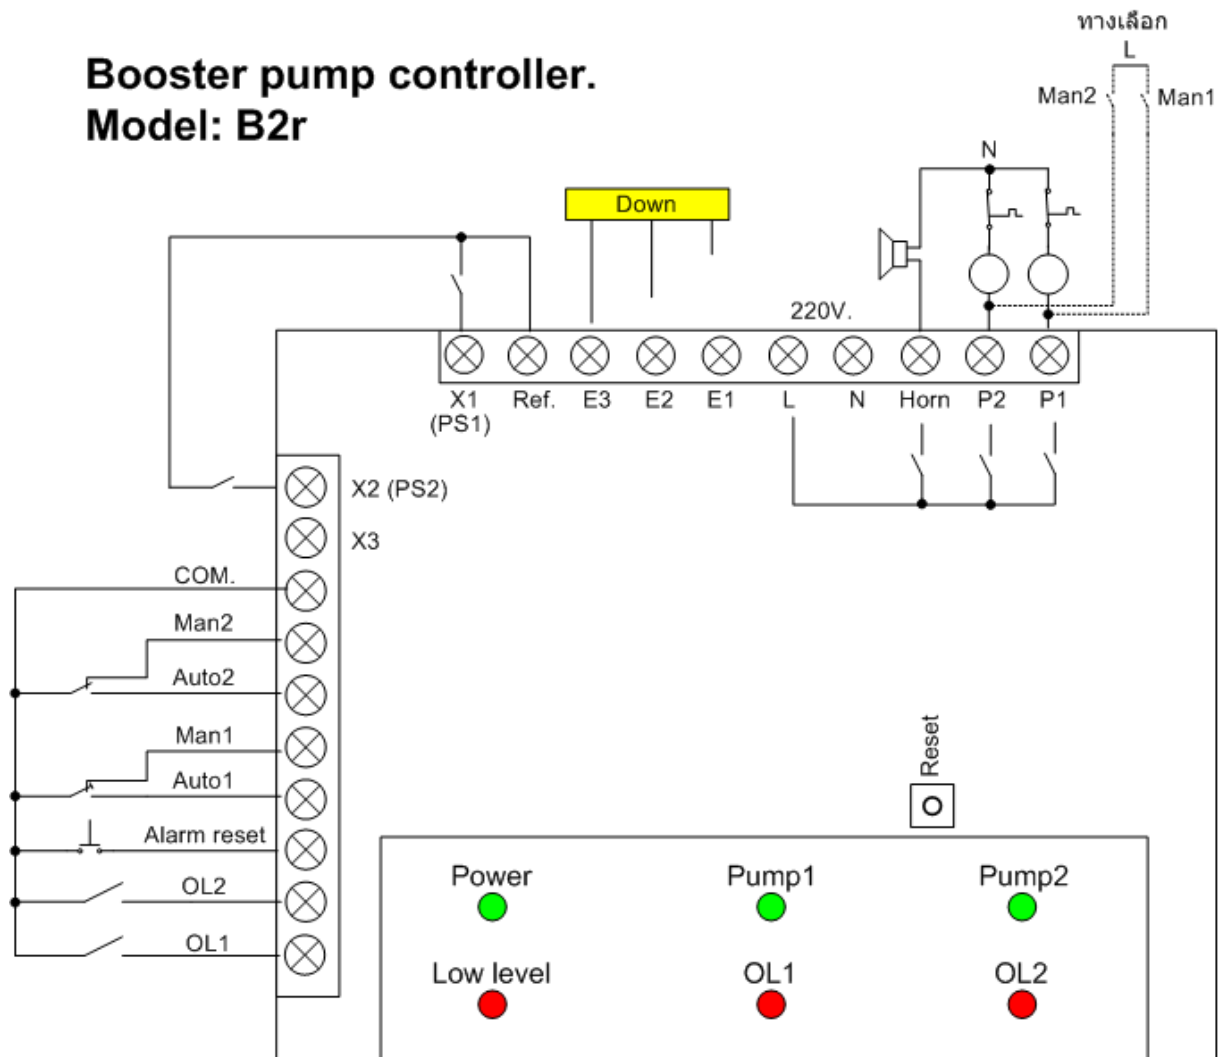 ทางเลือก
L
Booster pump controller.
Model: B2r
Man2 Man1
N
Down
220V.
X1 Ref. E3 E2 E1 L N Horn P2 P1
(PS1)
X2 (PS2)
X3
COM.
Man2
Auto2
Man1
Auto1
Alarm reset
OL2
OL1
Reset
Power Pump1 Pump2
Low level OL1 OL2